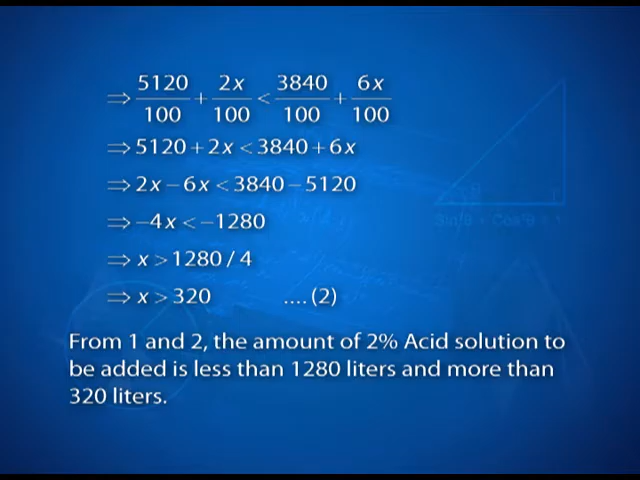 ⇒ 5120/100 + 2x/100 < 3840/100 + 6x/100
⇒ 5120 + 2x < 3840 + 6x
⇒ 2x – 6x < 3840 – 5120
⇒ –4x < –1280
⇒ x > 1280 / 4
⇒ x > 320 .... (2)
From 1 and 2, the amount of 2% Acid solution to
be added is less than 1280 liters and more than
320 liters.